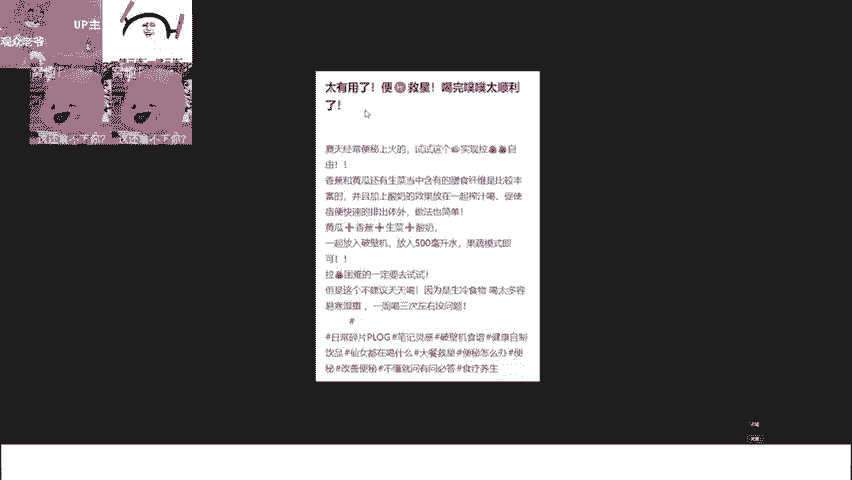 UP主
观众老爷
这还骗不了你?
这还骗不了你?
太有用了!便㊙救星!喝完噗噗太顺利
了!
夏天经常便秘上火的,试试这个🥝实现拉💩💩自
由!!
香蕉和黄瓜还有生菜当中含有的膳食纤维是比较丰
富的,并且加上酸奶的效果放在一起榨汁喝、促使
宿便快速的排出体外,做法也简单!
黄瓜➕香蕉➕生菜➕酸奶。
一起放入破壁机,放入500毫升水,果蔬模式即
可!!
拉💩困难的一定要去试试!
但是这个不建议天天喝!因为是生冷食物 喝太多容
易寒湿重,一周喝三次左右没问题!
#
#日常碎片PLOG#笔记灵感#破壁机食谱#健康自制
饮品#仙女都在喝什么#大餐救星#便秘怎么办#便
秘#改善便秘#不懂就问有问必答#食疗养生